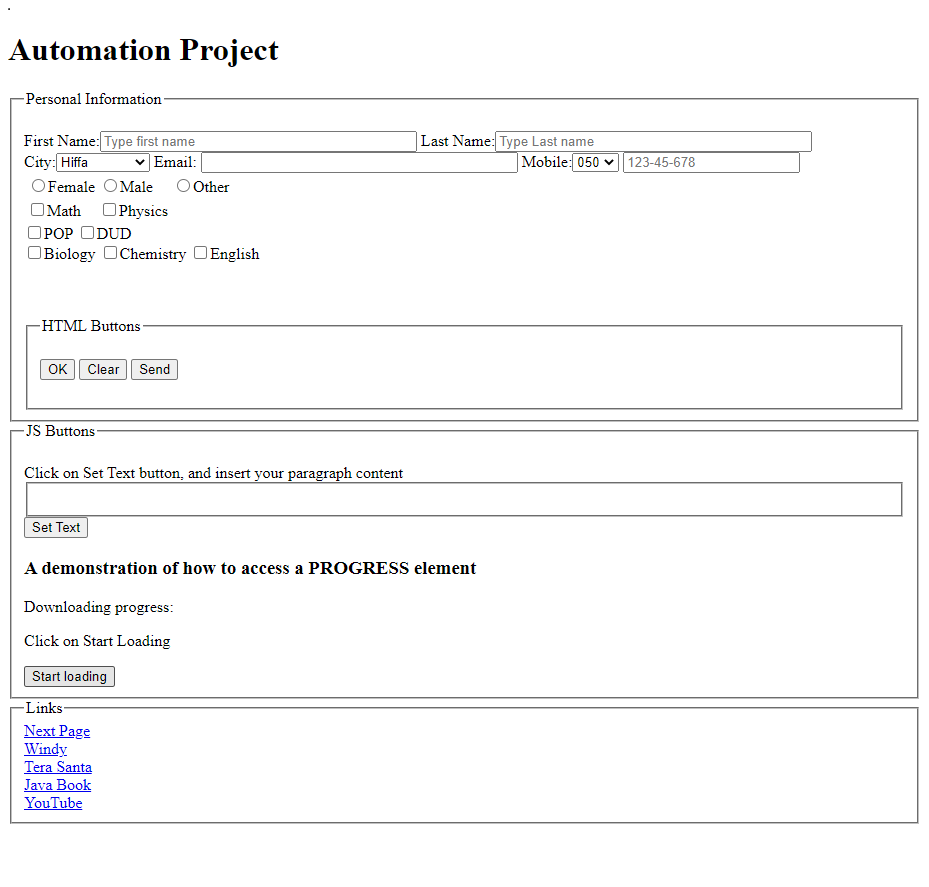 .
Automation Project
Personal Information
First Name: Type first name Last Name: Type Last name
City: Hiffa Email: Mobile: 050 123-45-678
Female Male Other
Math Physics
POP DUD
Biology Chemistry English
HTML Buttons
OK Clear Send
JS Buttons
Click on Set Text button, and insert your paragraph content
Set Text
A demonstration of how to access a PROGRESS element
Downloading progress:
Click on Start Loading
Start loading
Links
Next Page
Windy
Tera Santa
Java Book
YouTube